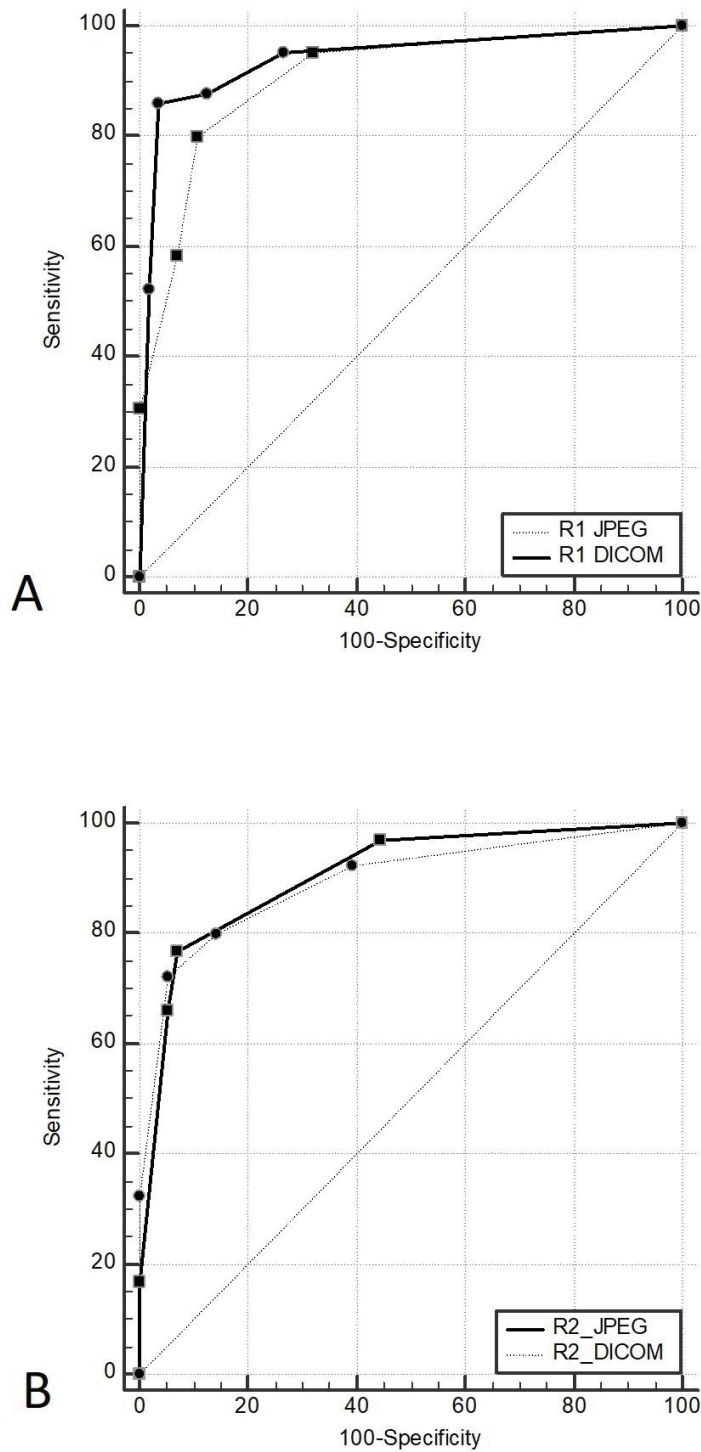 100
80
60
40
20
0
Sensitivity
R1 JPEG
R1 DICOM
0 20 40 60 80 100
100-Specificity
A
100
80
60
40
20
0
Sensitivity
R2_JPEG
R2_DICOM
0 20 40 60 80 100
100-Specificity
B